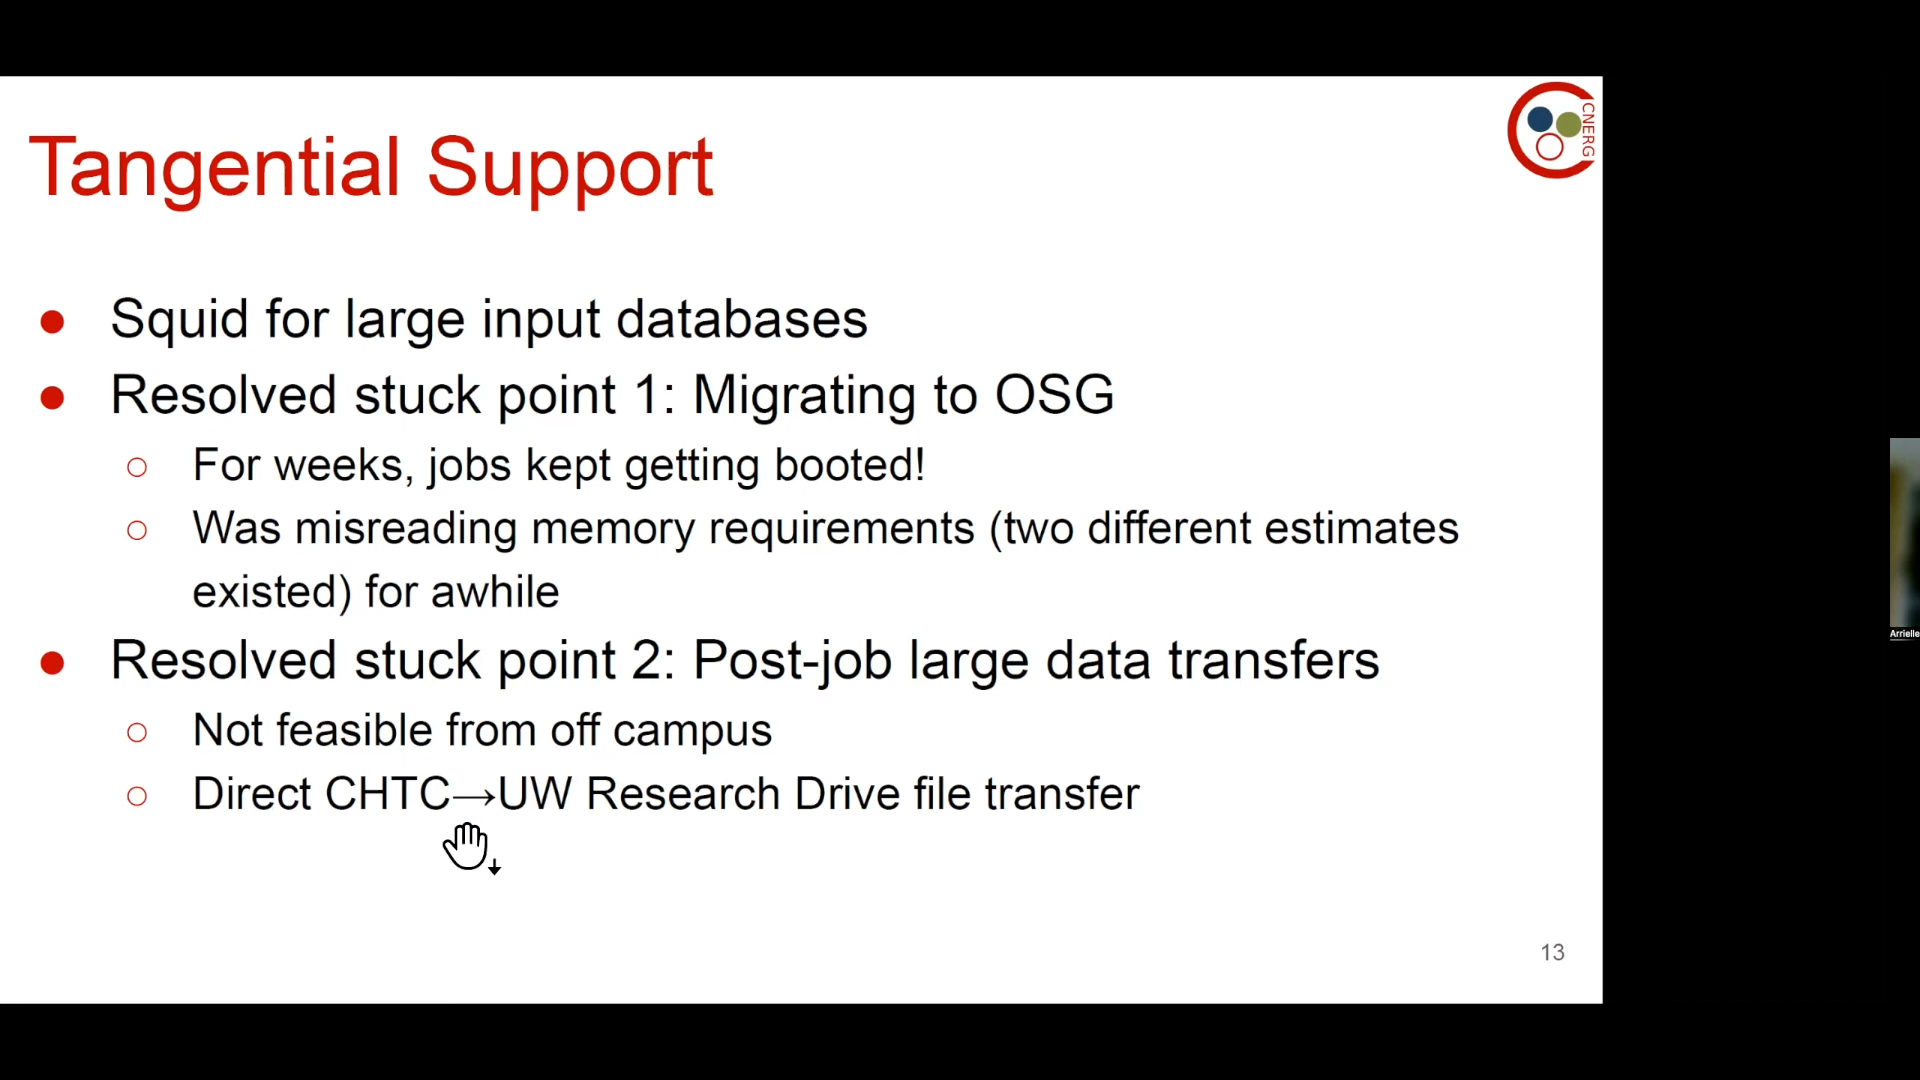 CNERG
Tangential Support
● Squid for large input databases
● Resolved stuck point 1: Migrating to OSG
○ For weeks, jobs kept getting booted!
○ Was misreading memory requirements (two different estimates
existed) for awhile
● Resolved stuck point 2: Post-job large data transfers
○ Not feasible from off campus
○ Direct CHTC→UW Research Drive file transfer
13
Arrielle